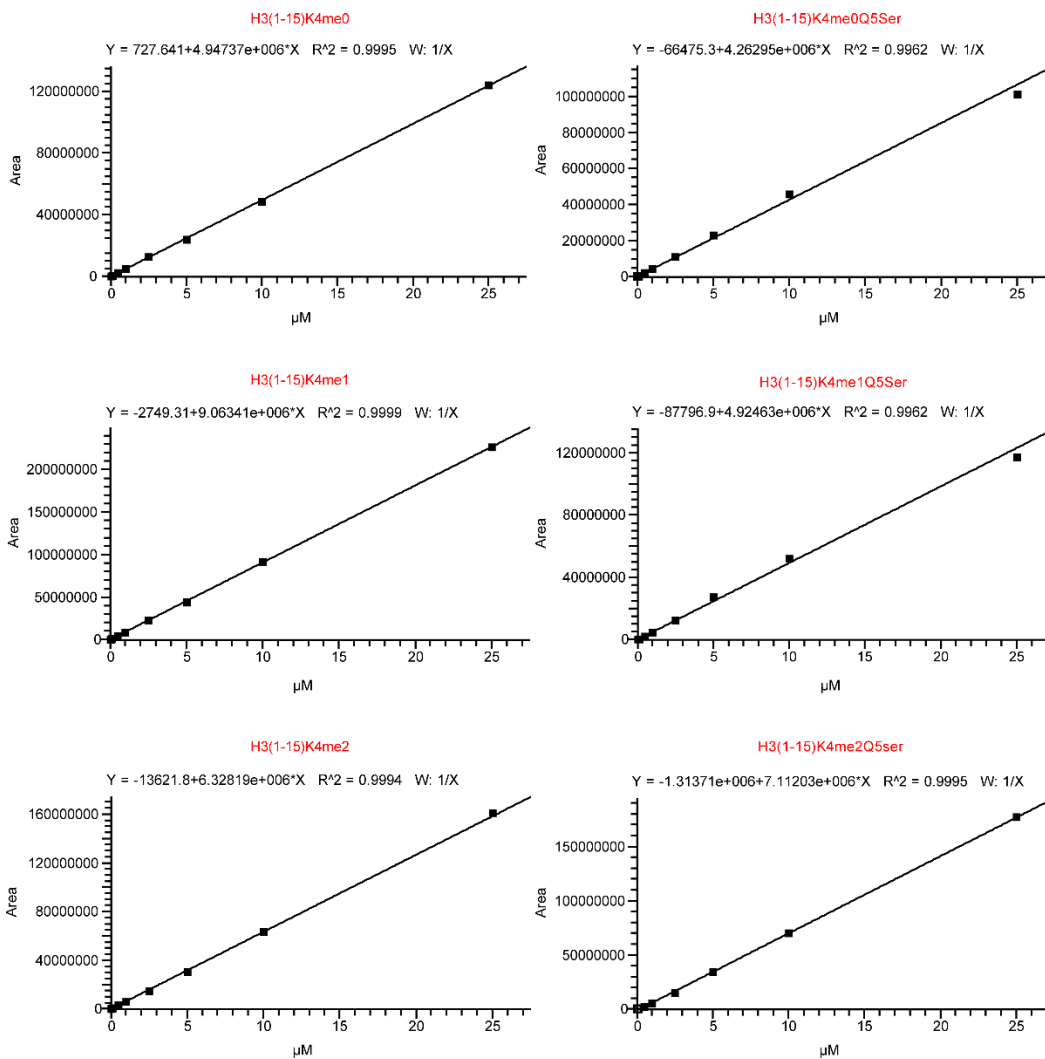 H3(1-15)K4me0
Y = 727.641+4.94737e+006*X R^2 = 0.9995 W: 1/X
120000000
80000000
40000000
0
Area
0 5 10 15 20 25
µM
H3(1-15)K4me0Q5Ser
Y = -66475.3+4.26295e+006*X R^2 = 0.9962 W: 1/X
100000000
80000000
60000000
40000000
20000000
0
Area
0 5 10 15 20 25
µM
H3(1-15)K4me1
Y = -2749.31+9.06341e+006*X R^2 = 0.9999 W: 1/X
200000000
150000000
100000000
50000000
0
Area
0 5 10 15 20 25
µM
H3(1-15)K4me1Q5Ser
Y = -87796.9+4.92463e+006*X R^2 = 0.9962 W: 1/X
120000000
80000000
40000000
0
Area
0 5 10 15 20 25
µM
H3(1-15)K4me2
Y = -13621.8+6.32819e+006*X R^2 = 0.9994 W: 1/X
160000000
120000000
80000000
40000000
0
Area
0 5 10 15 20 25
µM
H3(1-15)K4me2Q5ser
Y = -1.31371e+006+7.11203e+006*X R^2 = 0.9995 W: 1/X
150000000
100000000
50000000
0
Area
0 5 10 15 20 25
µM